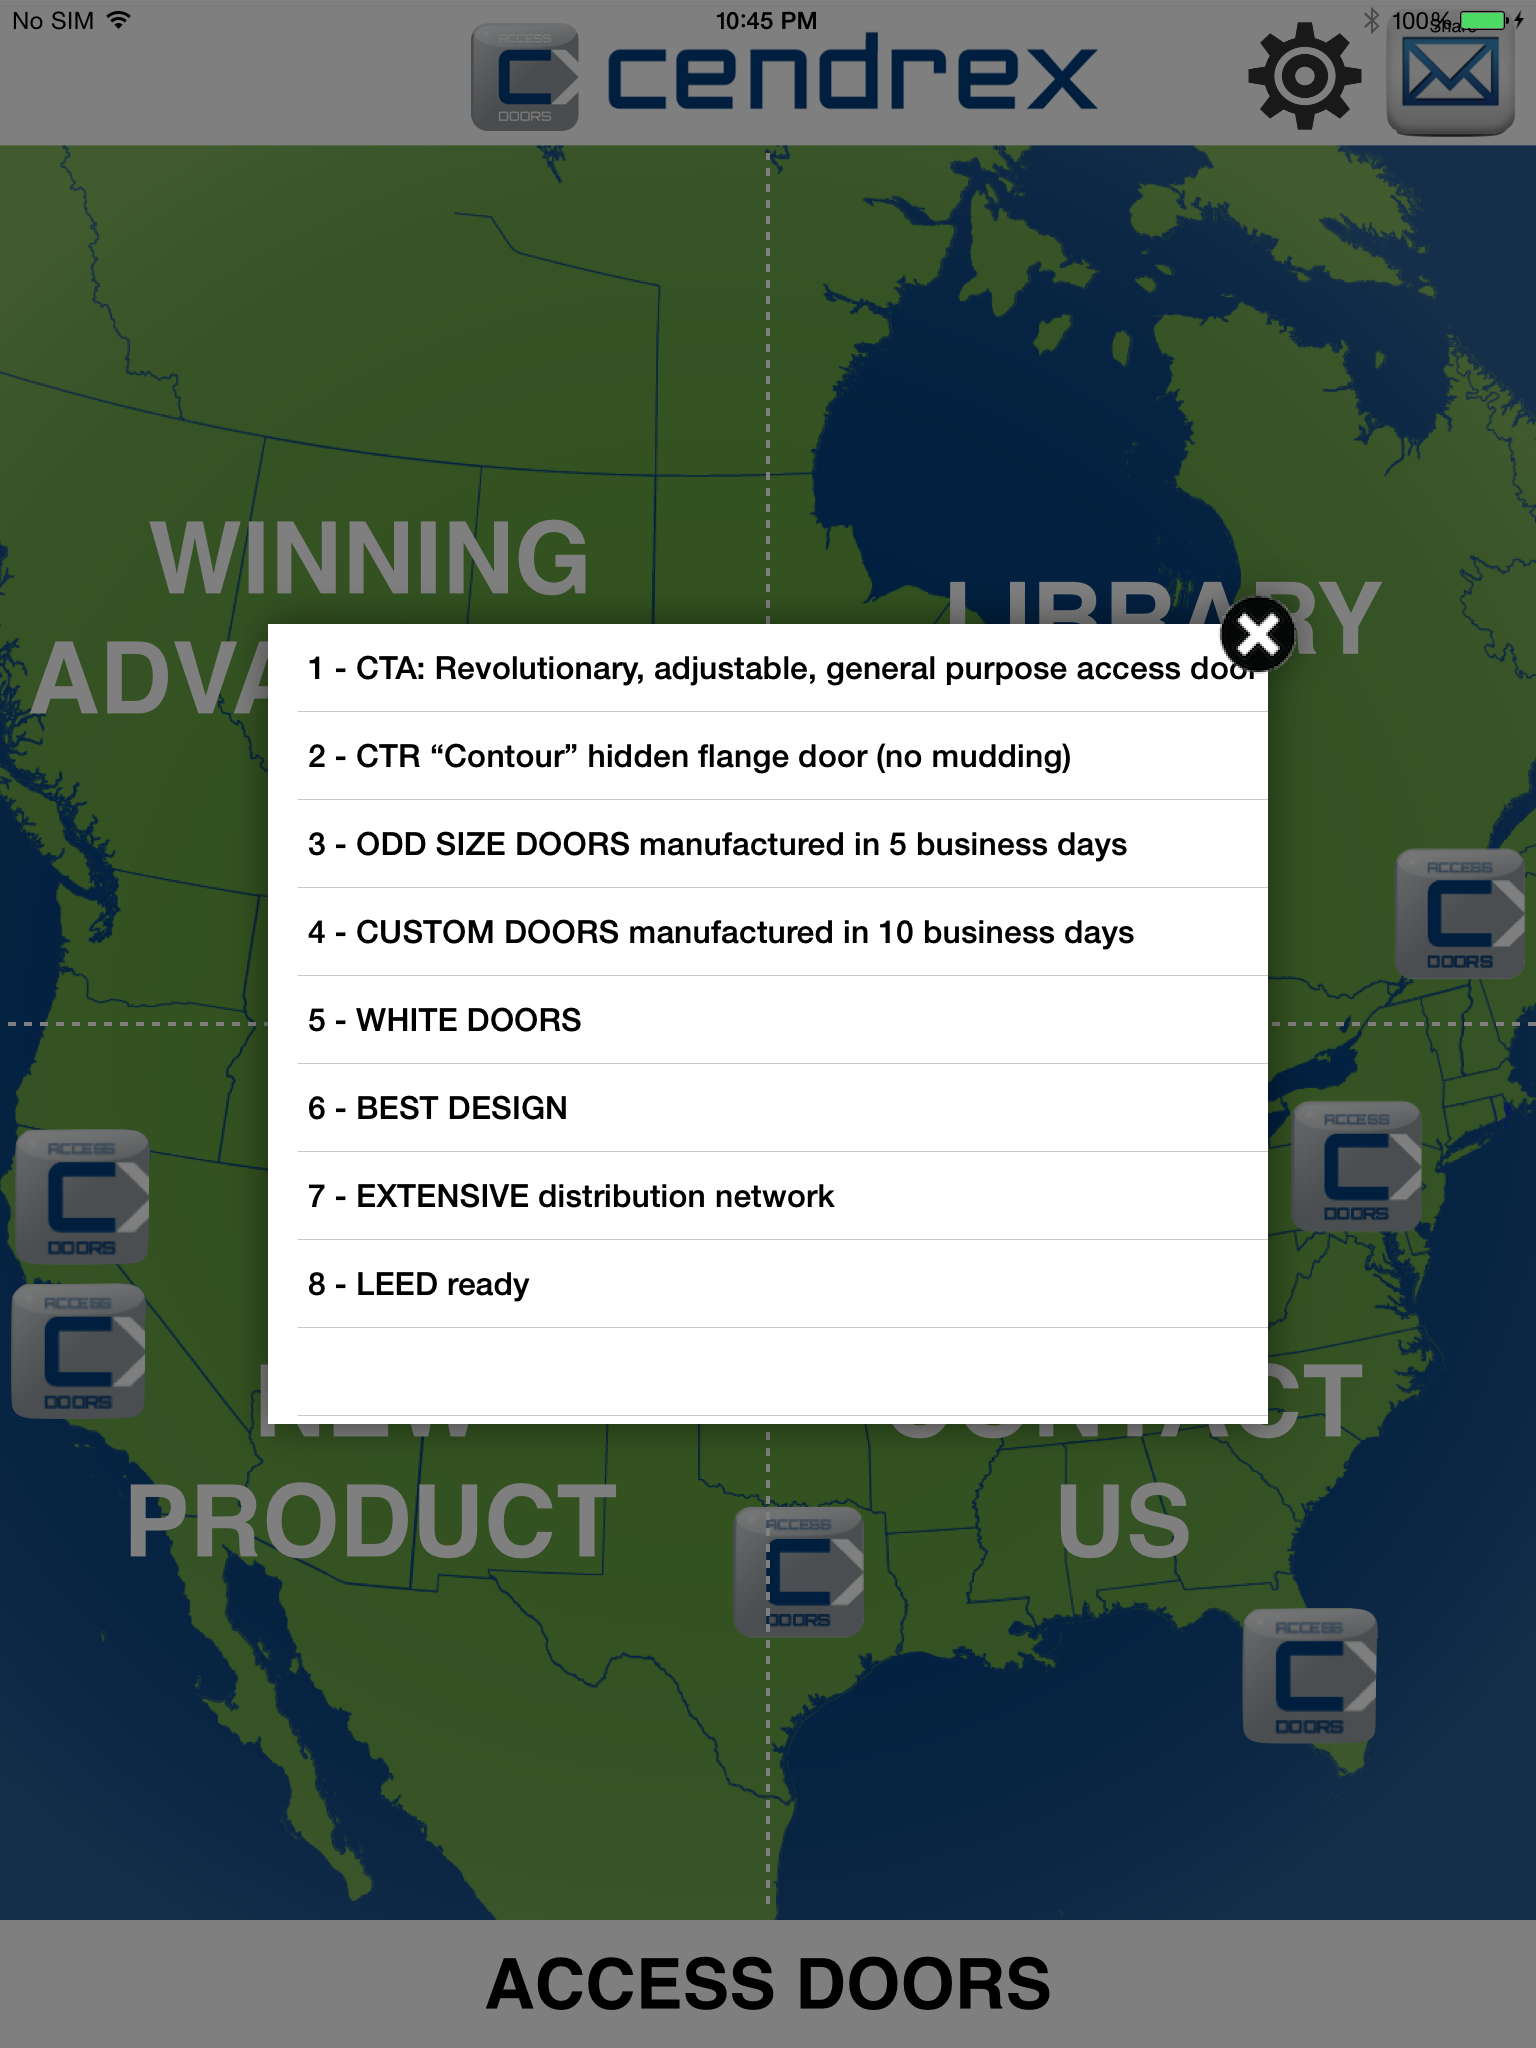 No SIM
10:45 PM
100%
Share
ACCESS
C
DOORS
cendrex
WINNING
LIBRARY
1 - CTA: Revolutionary, adjustable, general purpose access door
2 - CTR “Contour” hidden flange door (no mudding)
3 - ODD SIZE DOORS manufactured in 5 business days
4 - CUSTOM DOORS manufactured in 10 business days
5 - WHITE DOORS
6 - BEST DESIGN
7 - EXTENSIVE distribution network
8 - LEED ready
ACCESS
C
DOORS
ACCESS
C
DOORS
ACCESS
C
DOORS
ACCESS
C
DOORS
NEW
PRODUCT
CONTACT
US
ACCESS
C
DOORS
ACCESS
C
DOORS
ACCESS DOORS